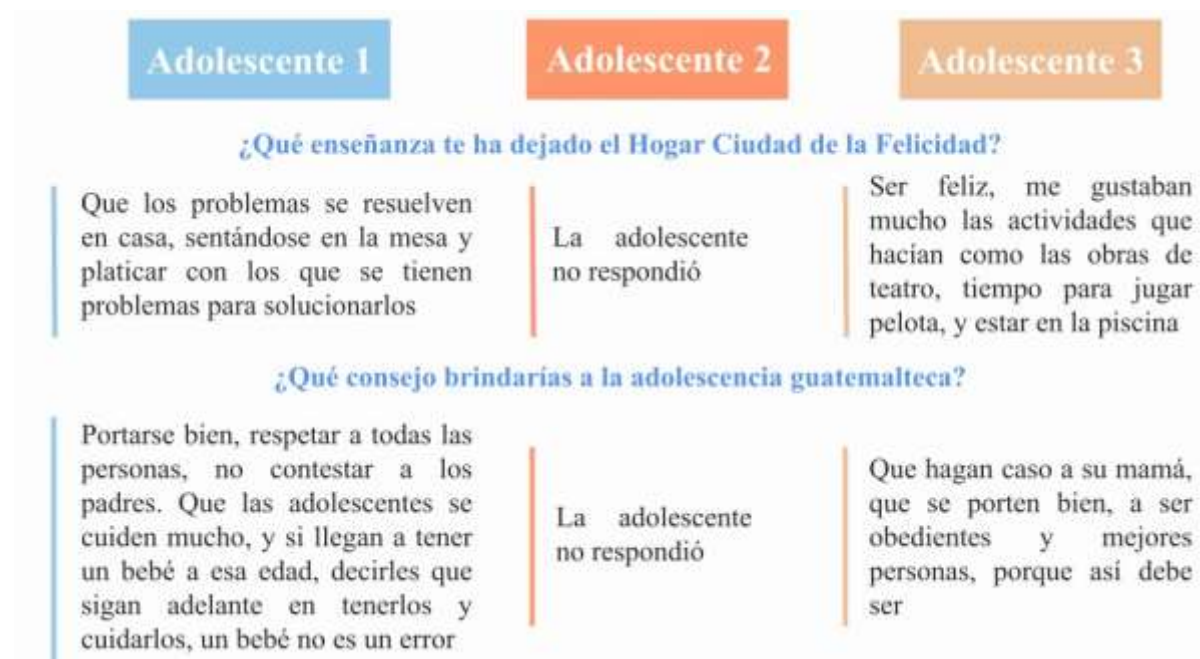 Adolescente 1
Adolescente 2
Adolescente 3
¿Qué enseñanza te ha dejado el Hogar Ciudad de la Felicidad?
Que los problemas se resuelven
en casa, sentándose en la mesa y
platicar con los que se tienen
problemas para solucionarlos
La adolescente
no respondió
Ser feliz, me gustaban
mucho las actividades que
hacían como las obras de
teatro, tiempo para jugar
pelota, y estar en la piscina
¿Qué consejo brindarías a la adolescencia guatemalteca?
Portarse bien, respetar a todas las
personas, no contestar a los
padres. Que las adolescentes se
cuiden mucho, y si llegan a tener
un bebé a esa edad, decirles que
sigan adelante en tenerlos y
cuidarlos, un bebé no es un error
La adolescente
no respondió
Que hagan caso a su mamá,
que se porten bien, a ser
obedientes y mejores
personas, porque así debe
ser